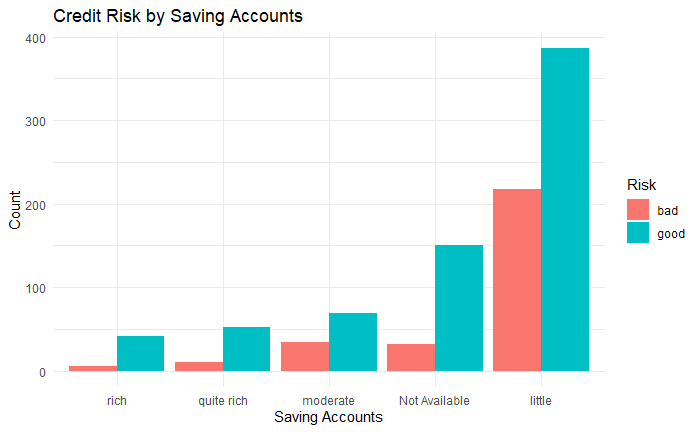 Credit Risk by Saving Accounts
400
300
200
100
0
Count
rich quite rich moderate Not Available little
Saving Accounts
Risk
bad
good